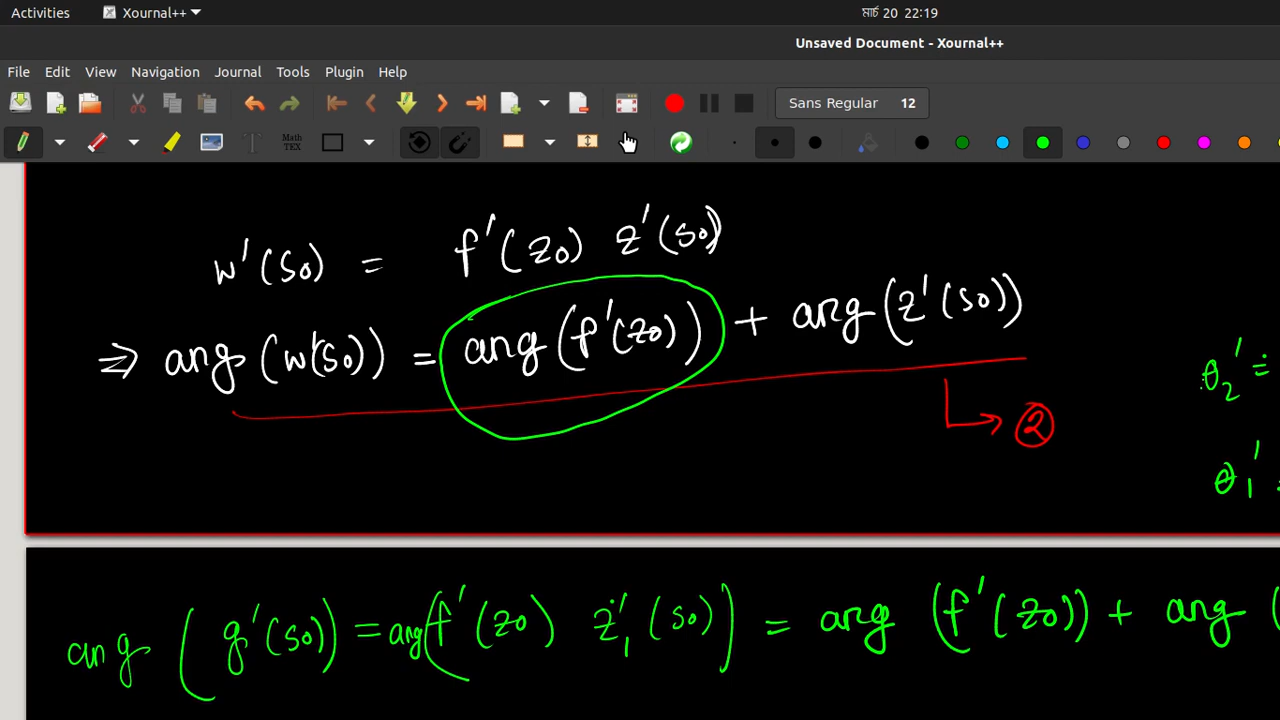 Activities Xournal++ मार्च 20 22:19
Unsaved Document - Xournal++
File Edit View Navigation Journal Tools Plugin Help
Sans Regular 12
T Math TEX
w'(s0) = f'(z0) z'(s0)
⇒ arg (w'(s0)) = arg (f'(z0)) + arg (z'(s0))
②
θ2' =
θ1' =
arg (g'(s0)) = arg (f'(z0) z1'(s0)) = arg (f'(z0)) + arg (